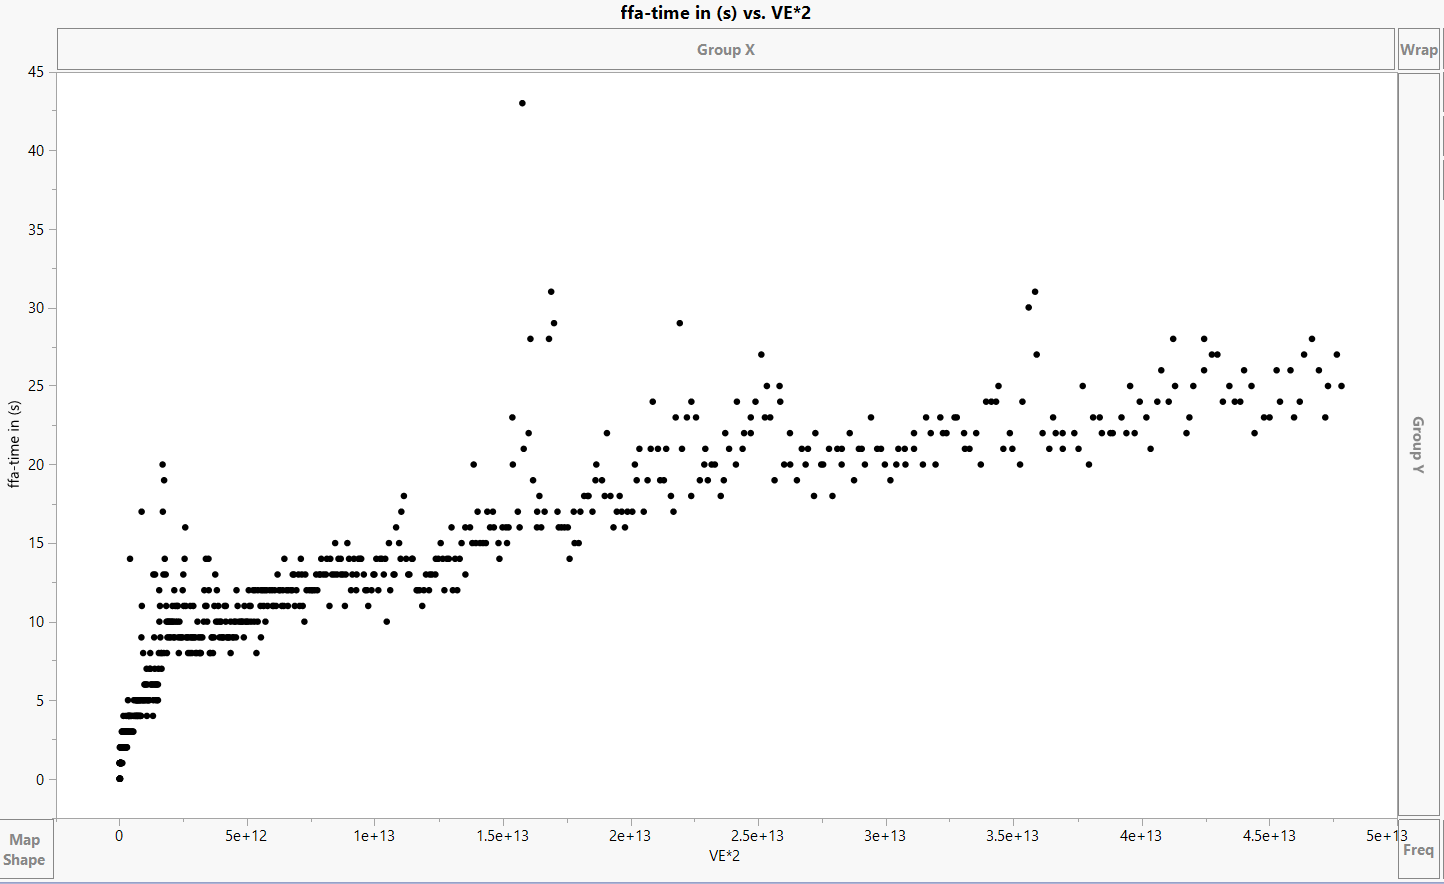 ffa-time in (s) vs. VE*2
Group X
Wrap
45
40
35
30
25
20
15
10
5
0
ffa-time in (s)
Group Y
0 5e+12 1e+13 1.5e+13 2e+13 2.5e+13 3e+13 3.5e+13 4e+13 4.5e+13 5e+13
VE*2
Map
Shape
Freq